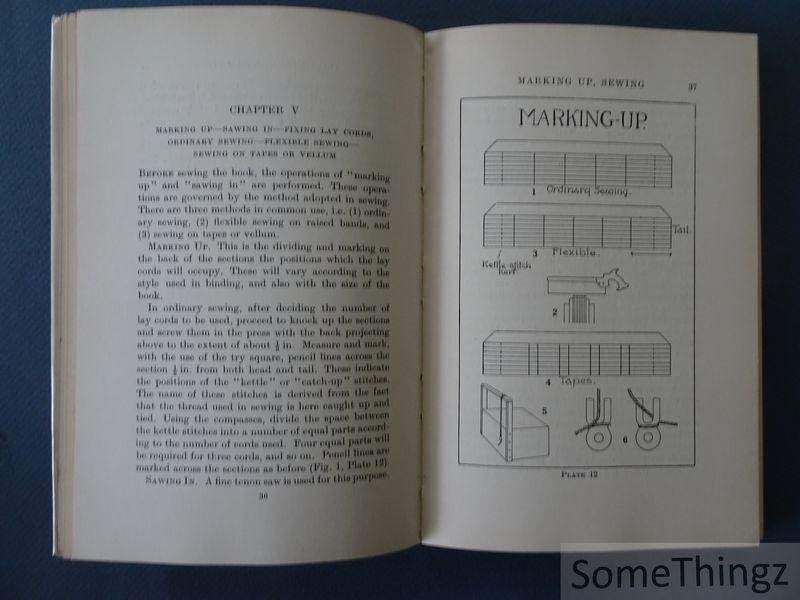 CHAPTER V
MARKING UP—SAWING IN—FIXING LAY CORDS,
ORDINARY SEWING—FLEXIBLE SEWING—
SEWING ON TAPES OR VELLUM
BEFORE sewing the book, the operations of "marking
up" and "sawing in" are performed. These opera-
tions are governed by the method adopted in sewing.
There are three methods in common use, i.e. (1) ordin-
ary sewing, (2) flexible sewing on raised bands, and
(3) sewing on tapes or vellum.
MARKING UP. This is the dividing and marking on
the back of the sections the positions which the lay
cords will occupy. These will vary according to the
style used in binding, and also with the size of the
book.
In ordinary sewing, after deciding the number of
lay cords to be used, proceed to knock up the sections
and screw them in the press with the back projecting
above to the extent of about ½ in. Measure and mark,
with the use of the try square, pencil lines across the
section ½ in. from both head and tail. These indicate
the positions of the "kettle" or "catch-up" stitches.
The name of these stitches is derived from the fact
that the thread used in sewing is here caught up and
tied. Using the compasses, divide the space between
the kettle stitches into a number of equal parts accord-
ing to the number of cords used. Four equal parts will
be required for three cords, and so on. Pencil lines are
marked across the sections as before (Fig. 1, Plate 12).
SAWING IN. A fine tenon saw is used for this purpose.
36
MARKING UP, SEWING 37
MARKING-UP.
1 Ordinary Sewing.
Tail.
3 Flexible.
Kettle-stitch
Kerf.
2
4 Tapes.
5
6
PLATE 12
SomeThingz